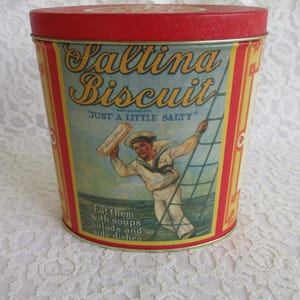 Saltina
Biscuit
"JUST A LITTLE SALTY"
Eat them
with soups
salads and
side dishes